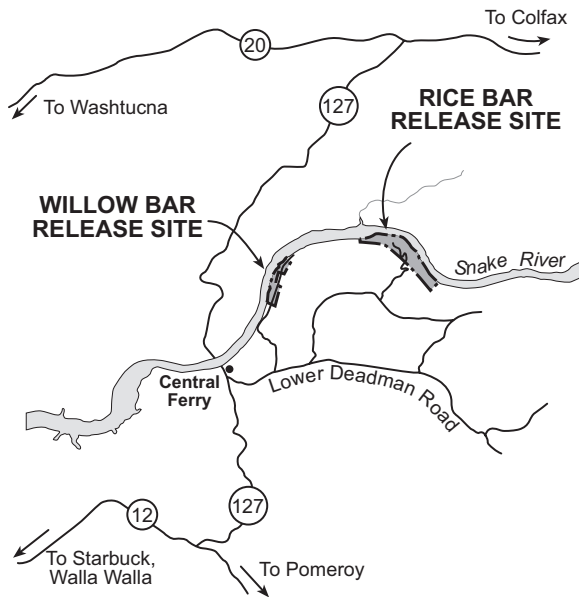 To Colfax
20
To Washtucna
127
RICE BAR
RELEASE SITE
WILLOW BAR
RELEASE SITE
Snake River
Central
Ferry
Lower Deadman Road
127
12
To Starbuck,
Walla Walla
To Pomeroy